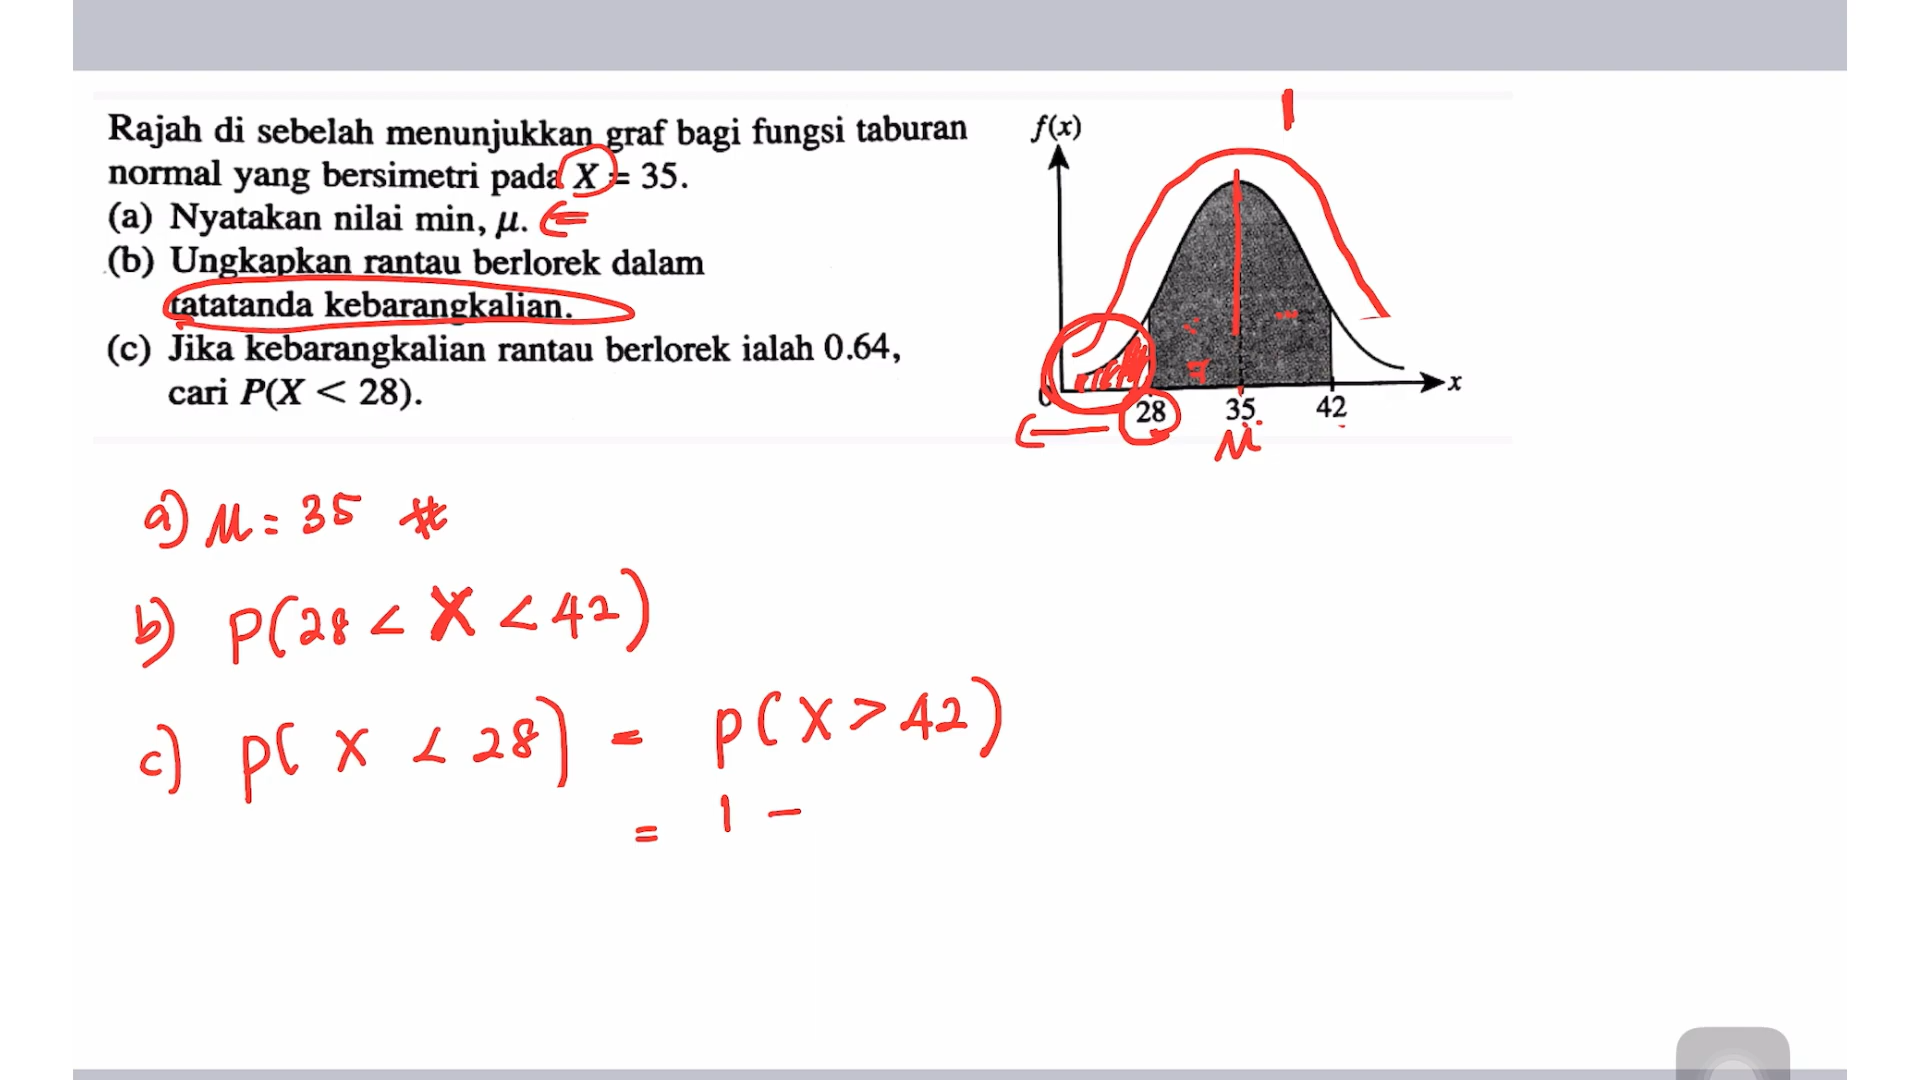 Rajah di sebelah menunjukkan graf bagi fungsi taburan
normal yang bersimetri pada X = 35.
(a) Nyatakan nilai min, μ.
(b) Ungkapkan rantau berlorek dalam
tatatanda kebarangkalian.
(c) Jika kebarangkalian rantau berlorek ialah 0.64,
cari P(X < 28).
1
f(x)
x
0
28
35
42
μ
a) μ = 35 #
b) P(28 < X < 42)
c) P( X < 28) = P(X > 42)
= 1 -